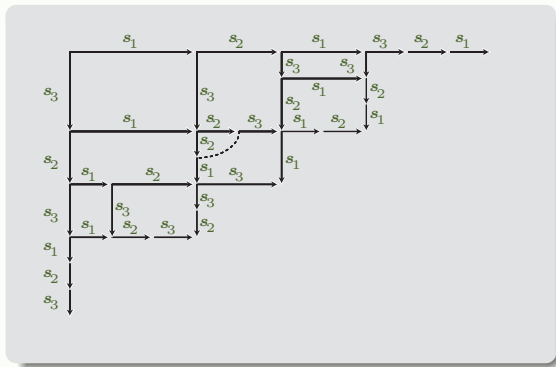 s₁ s₂ s₁ s₃ s₂ s₁
s₃ s₃
s₃ s₃ s₁ s₂
s₂
s₁ s₂ s₃ s₁ s₂ s₁
s₂ s₂
s₁ s₁
s₁ s₂ s₃
s₃ s₃ s₃
s₁ s₂ s₃ s₂
s₁
s₂
s₃